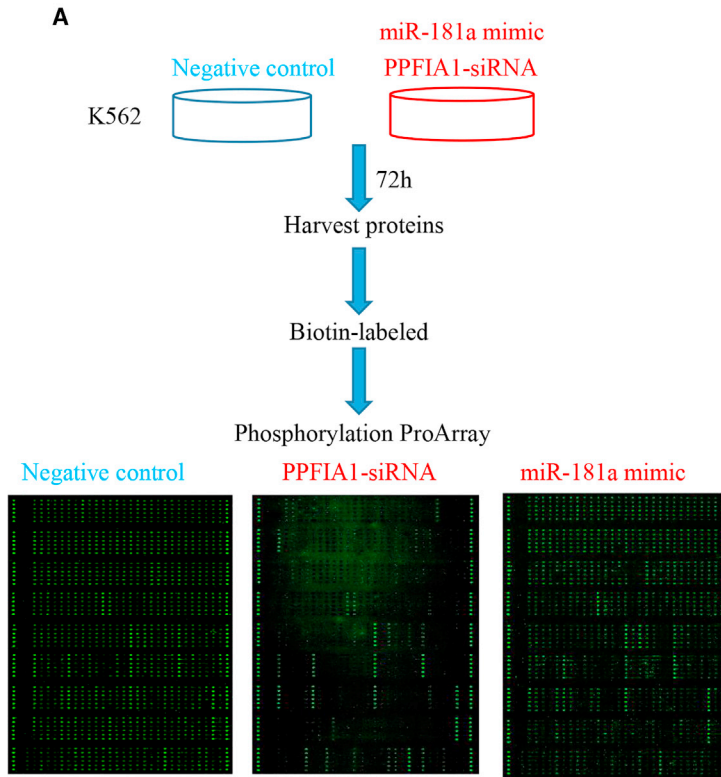 A
miR-181a mimic
Negative control PPFIA1-siRNA
K562
72h
Harvest proteins
Biotin-labeled
Phosphorylation ProArray
Negative control PPFIA1-siRNA miR-181a mimic